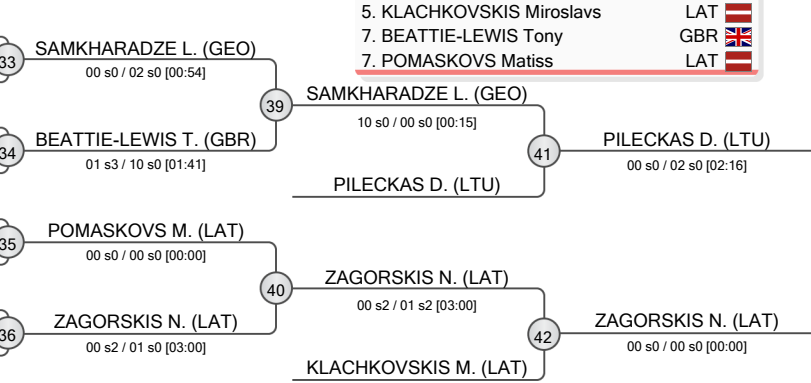 5. KLACHKOVSKIS Miroslavs LAT
7. BEATTIE-LEWIS Tony GBR
7. POMASKOVS Matiss LAT
33
SAMKHARADZE L. (GEO)
00 s0 / 02 s0 [00:54]
39
SAMKHARADZE L. (GEO)
10 s0 / 00 s0 [00:15]
34
BEATTIE-LEWIS T. (GBR)
01 s3 / 10 s0 [01:41]
41
PILECKAS D. (LTU)
00 s0 / 02 s0 [02:16]
PILECKAS D. (LTU)
35
POMASKOVS M. (LAT)
00 s0 / 00 s0 [00:00]
40
ZAGORSKIS N. (LAT)
00 s2 / 01 s2 [03:00]
36
ZAGORSKIS N. (LAT)
00 s2 / 01 s0 [03:00]
42
ZAGORSKIS N. (LAT)
00 s0 / 00 s0 [00:00]
KLACHKOVSKIS M. (LAT)